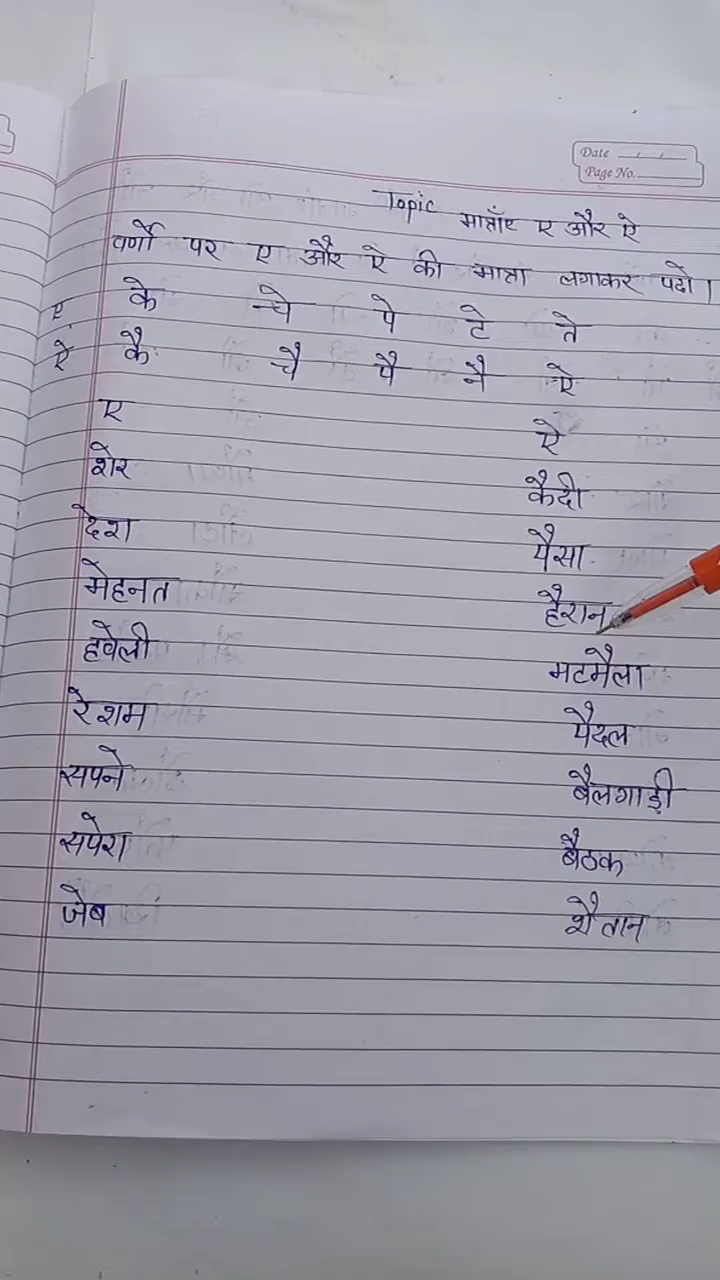 Date
Page No.
Topic मात्राएँ ए और ऐ
वर्णों पर ए और ऐ की मात्रा लगाकर पढो।
ए के चे पे टे ते
ऐ कै चै पै नै ऐ
ए ऐ
शेर कैदी
देश पैसा
मेहनत हैरान
हवेली मटमैला
रेशम पैदल
सपने बैलगाड़ी
सपेरा बैठक
जेब शैतान